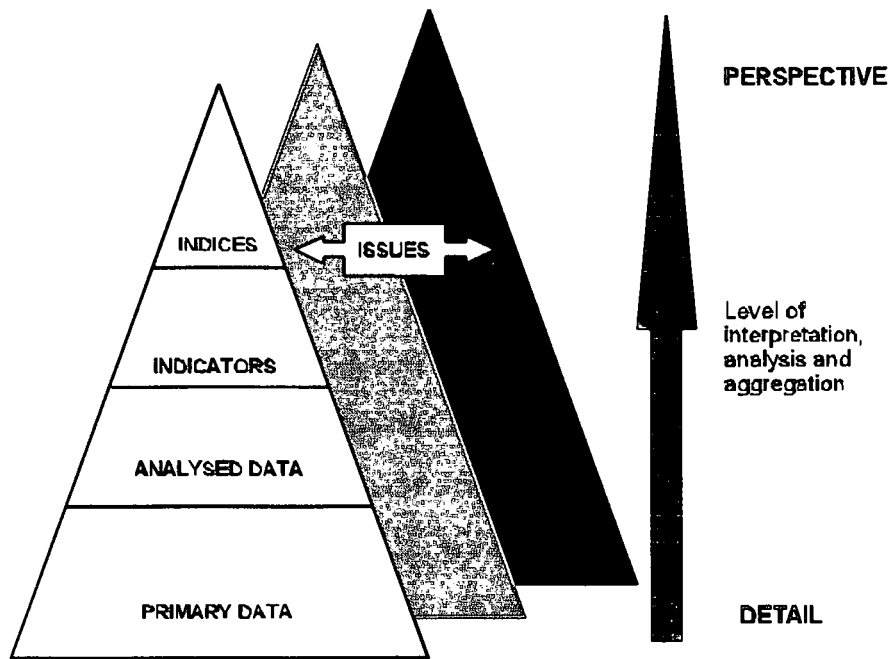 INDICES
ISSUES
INDICATORS
ANALYSED DATA
PRIMARY DATA
PERSPECTIVE
Level of
interpretation,
analysis and
aggregation
DETAIL